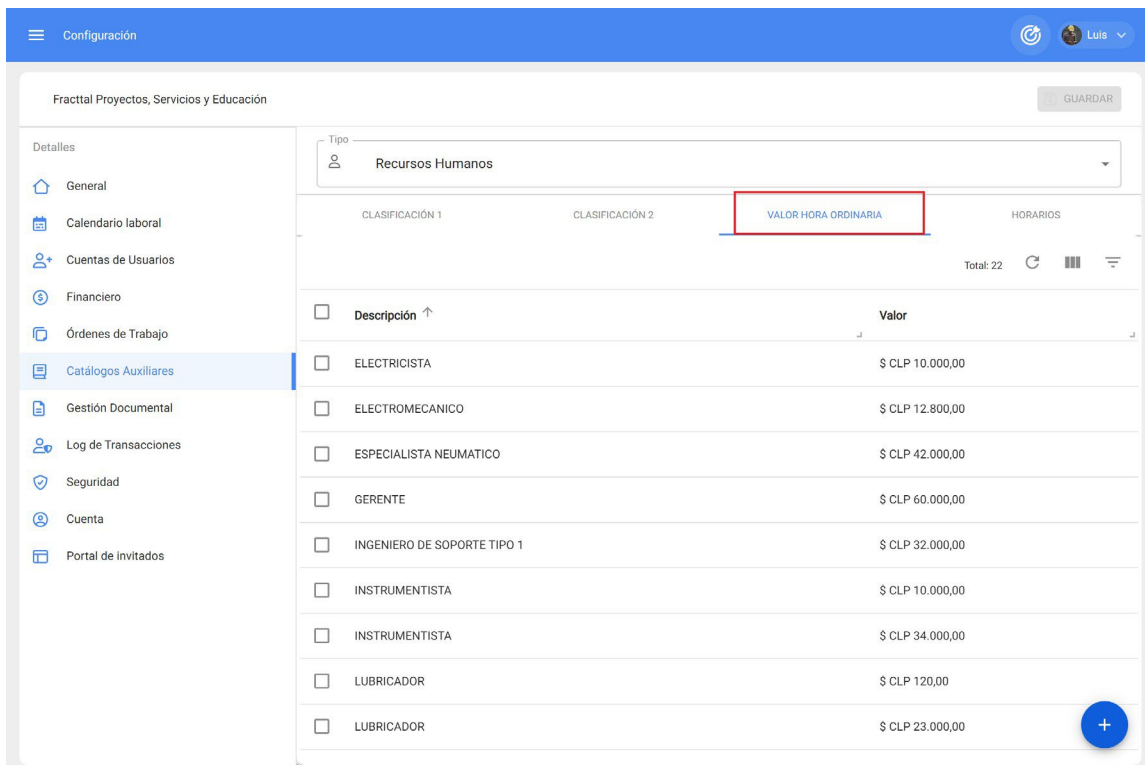 Configuración
Luis
Fracttal Proyectos, Servicios y Educación
GUARDAR
Detalles
General
Calendario laboral
Cuentas de Usuarios
Financiero
Órdenes de Trabajo
Catálogos Auxiliares
Gestión Documental
Log de Transacciones
Seguridad
Cuenta
Portal de invitados
Tipo
Recursos Humanos
CLASIFICACIÓN 1 CLASIFICACIÓN 2 VALOR HORA ORDINARIA HORARIOS
Total: 22
Descripción Valor
ELECTRICISTA $ CLP 10.000,00
ELECTROMECANICO $ CLP 12.800,00
ESPECIALISTA NEUMATICO $ CLP 42.000,00
GERENTE $ CLP 60.000,00
INGENIERO DE SOPORTE TIPO 1 $ CLP 32.000,00
INSTRUMENTISTA $ CLP 10.000,00
INSTRUMENTISTA $ CLP 34.000,00
LUBRICADOR $ CLP 120,00
LUBRICADOR $ CLP 23.000,00